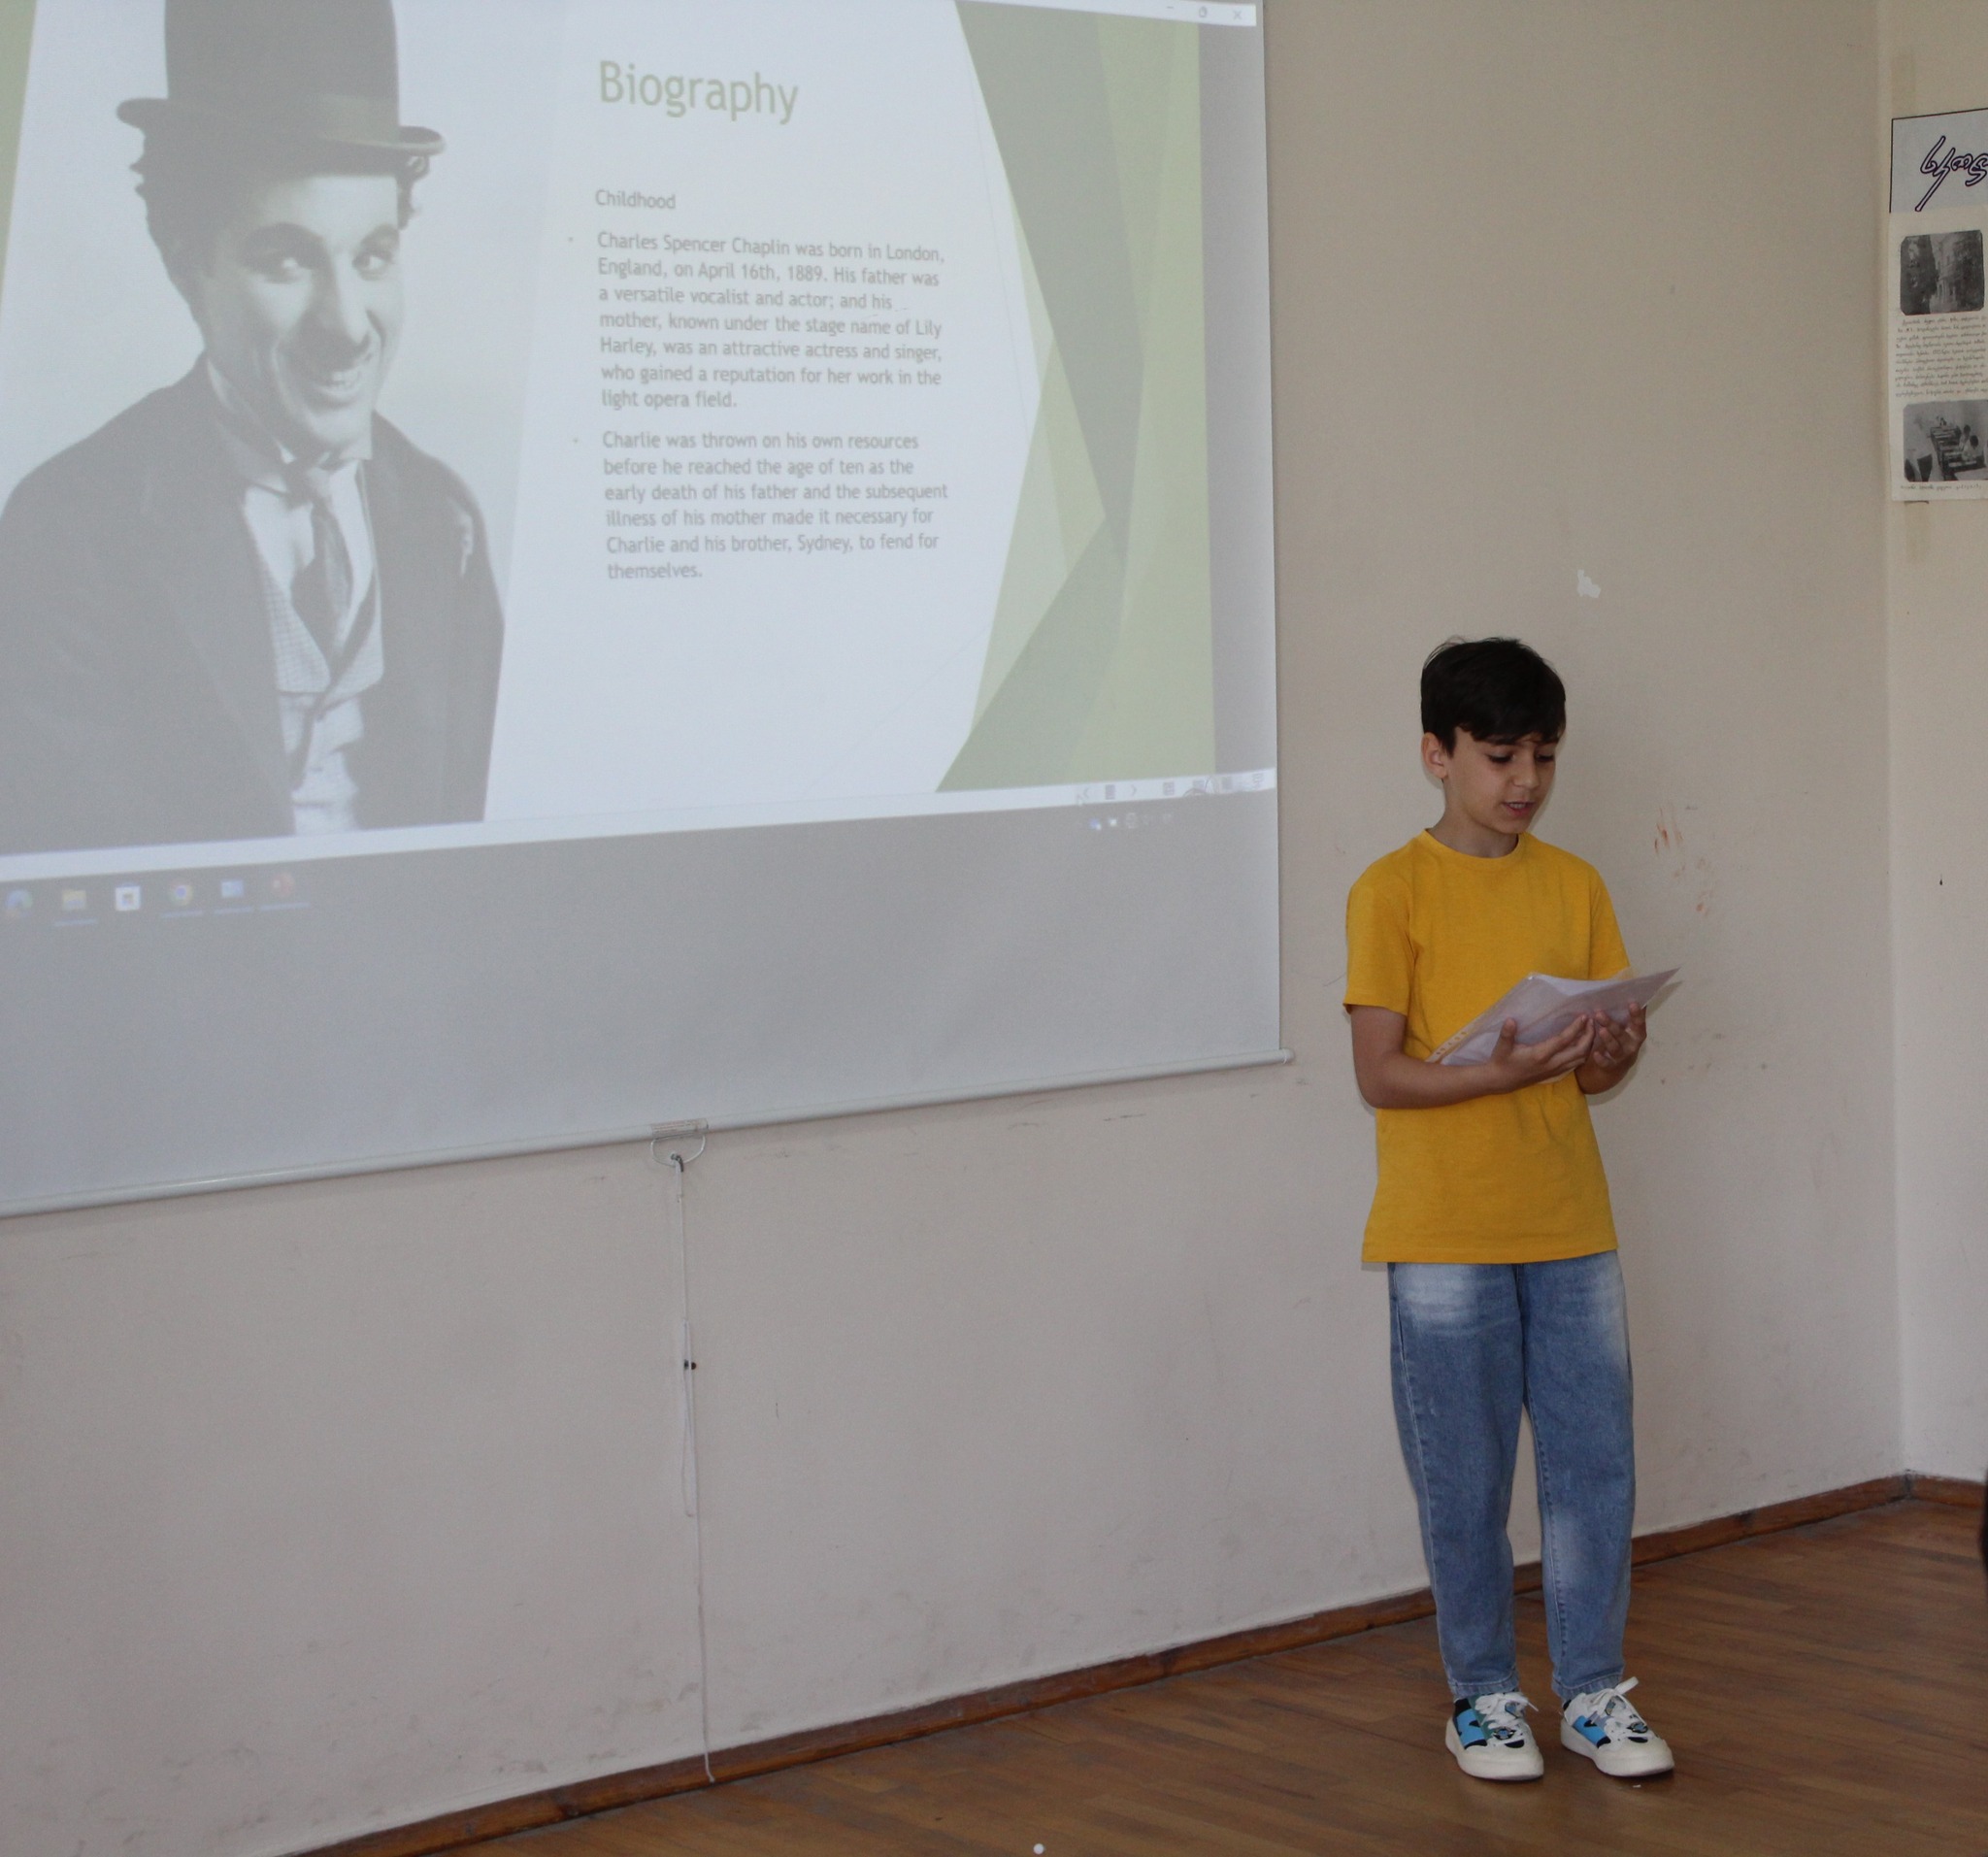 Biography
Childhood
Charles Spencer Chaplin was born in London,
England, on April 16th, 1889. His father was
a versatile vocalist and actor; and his
mother, known under the stage name of Lily
Harley, was an attractive actress and singer,
who gained a reputation for her work in the
light opera field.
Charlie was thrown on his own resources
before he reached the age of ten as the
early death of his father and the subsequent
illness of his mother made it necessary for
Charlie and his brother, Sydney, to fend for
themselves.